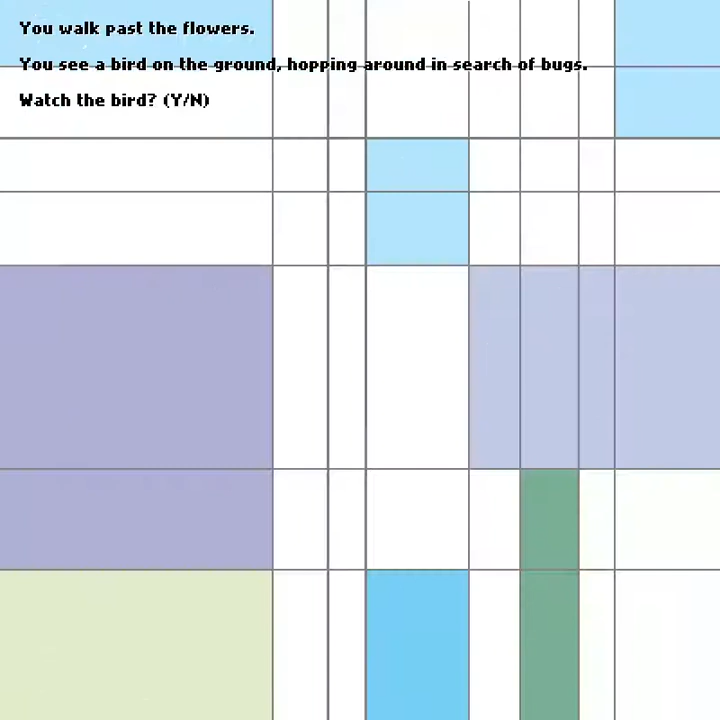 You walk past the flowers.
You see a bird on the ground, hopping around in search of bugs.
Watch the bird? (Y/N)